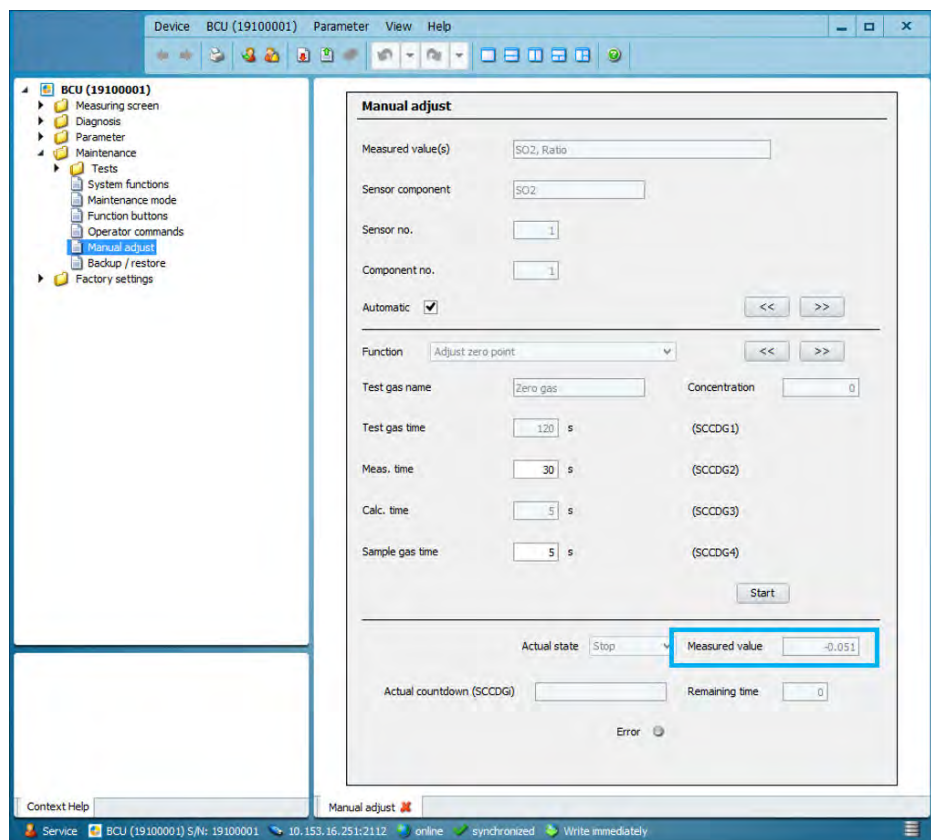 Device BCU (19100001) Parameter View Help
BCU (19100001)
Measuring screen
Diagnosis
Parameter
Maintenance
Tests
System functions
Maintenance mode
Function buttons
Operator commands
Manual adjust
Backup / restore
Factory settings
Context Help
Manual adjust
Measured value(s) SO2, Ratio
Sensor component SO2
Sensor no. 1
Component no. 1
Automatic << >>
Function Adjust zero point << >>
Test gas name Zero gas Concentration 0
Test gas time 120 s (SCCDG1)
Meas. time 30 s (SCCDG2)
Calc. time 5 s (SCCDG3)
Sample gas time 5 s (SCCDG4)
Start
Actual state Stop Measured value -0.051
Actual countdown (SCCDGi) Remaining time 0
Error
Manual adjust
Service BCU (19100001) S/N: 19100001 10.153.16.251:2112 online synchronized Write immediately